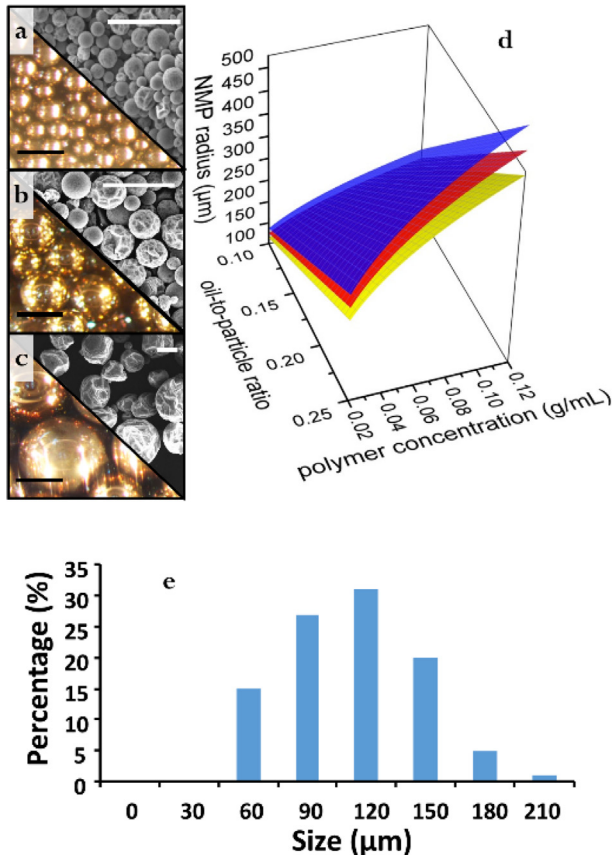 a
b
c
d
NMP radius (µm)
500
450
400
350
300
250
200
150
100
0.10
0.15
0.20
0.25
oil-to-particle ratio
0.02
0.04
0.06
0.08
0.10
0.12
polymer concentration (g/mL)
e
Percentage (%)
35
30
25
20
15
10
5
0
0 30 60 90 120 150 180 210
Size (µm)